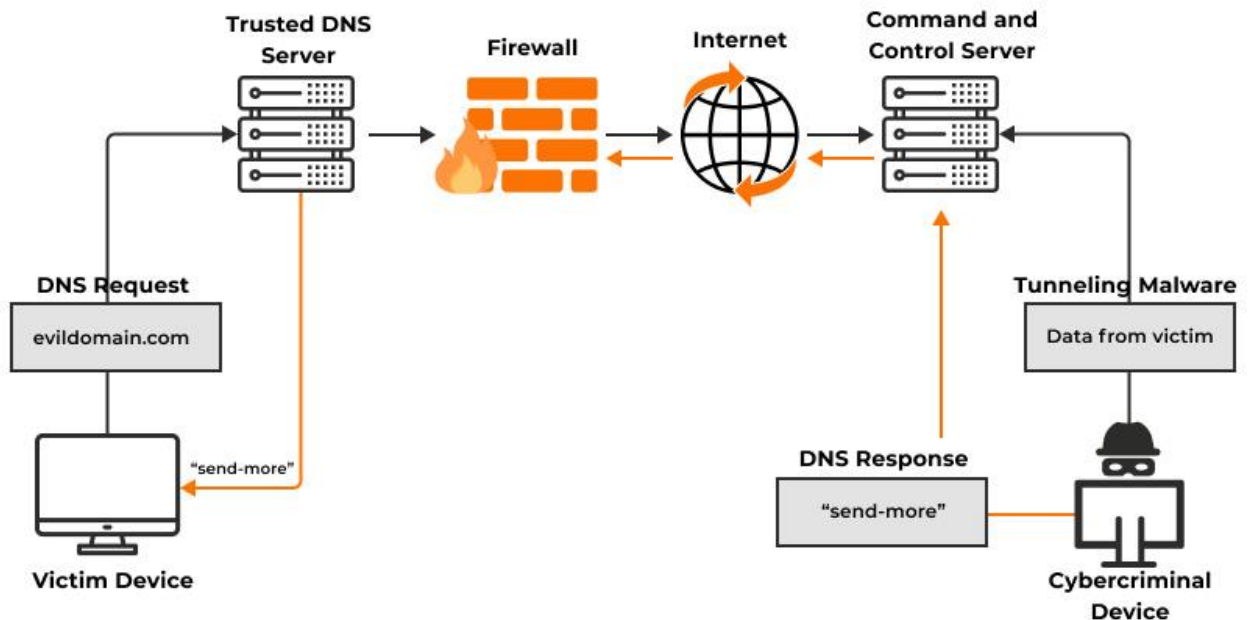 Trusted DNS
Server
Firewall
Internet
Command and
Control Server
DNS Request
evildomain.com
Tunneling Malware
Data from victim
"send-more"
DNS Response
"send-more"
Victim Device
Cybercriminal
Device